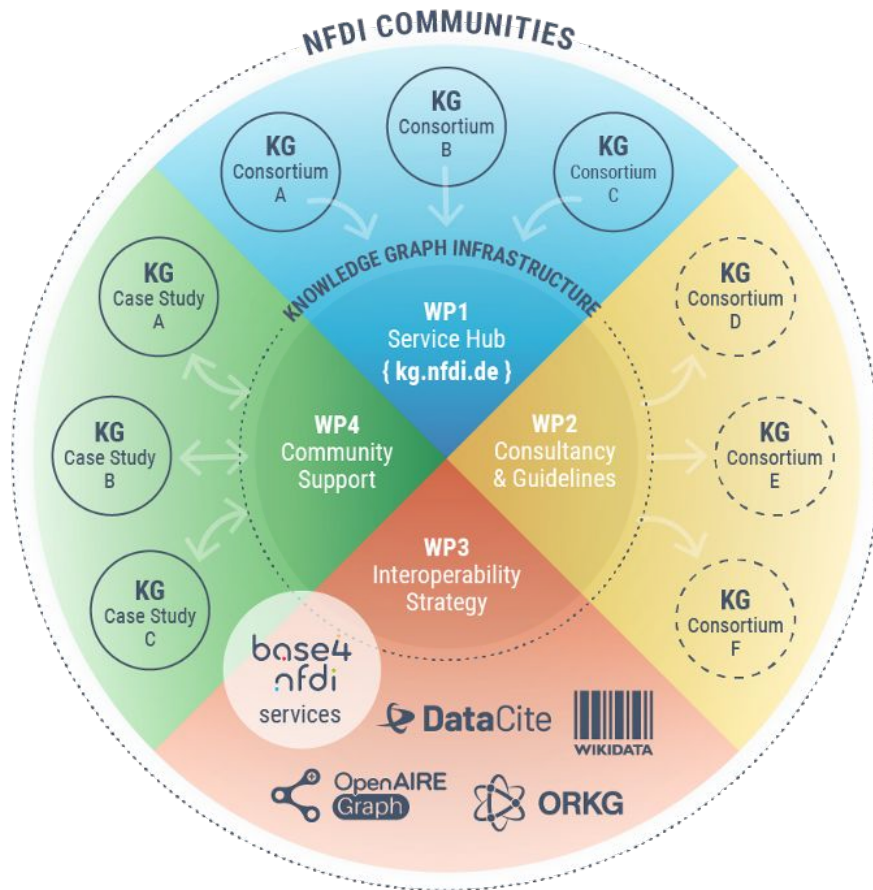 NFDI COMMUNITIES
KG
Consortium
A
KG
Consortium
B
KG
Consortium
C
KNOWLEDGE GRAPH INFRASTRUCTURE
WP1
Service Hub
{ kg.nfdi.de }
KG
Case Study
A
KG
Case Study
B
KG
Case Study
C
WP4
Community
Support
WP2
Consultancy
& Guidelines
KG
Consortium
D
KG
Consortium
E
KG
Consortium
F
WP3
Interoperability
Strategy
base4
nfdi
services
DataCite
WIKIDATA
OpenAIRE
Graph
ORKG